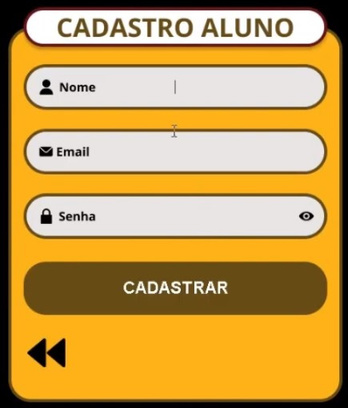 CADASTRO ALUNO
Nome
Email
Senha
CADASTRAR